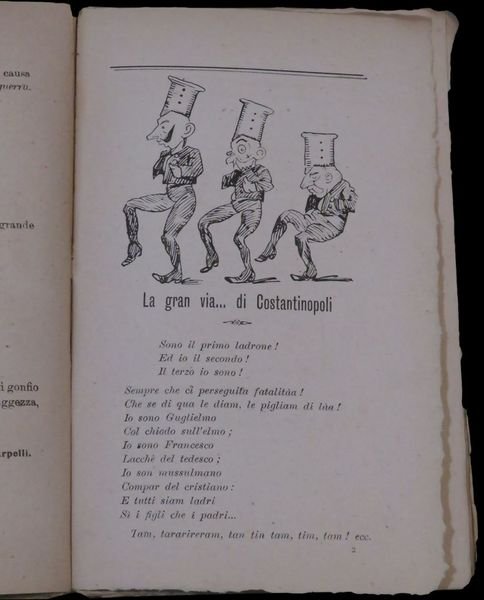 causa
guerra.
grande
gonfio
aggezza,
arpelli.
La gran via... di Costantinopoli
Sono il primo ladrone!
Ed io il secondo!
Il terzo io sono!
Sempre che ci perseguita fatalitàa!
Che se di qua le diam, le pigliam di làa!
Io sono Guglielmo
Col chiodo sull'elmo;
Io sono Francesco
Lacchè del tedesco;
Io son mussulmano
Compar del cristiano:
E tutti siam ladri
Sì i figli che i padri...
Tam, tararireram, tan tin tam, tim, tam! ecc.
2